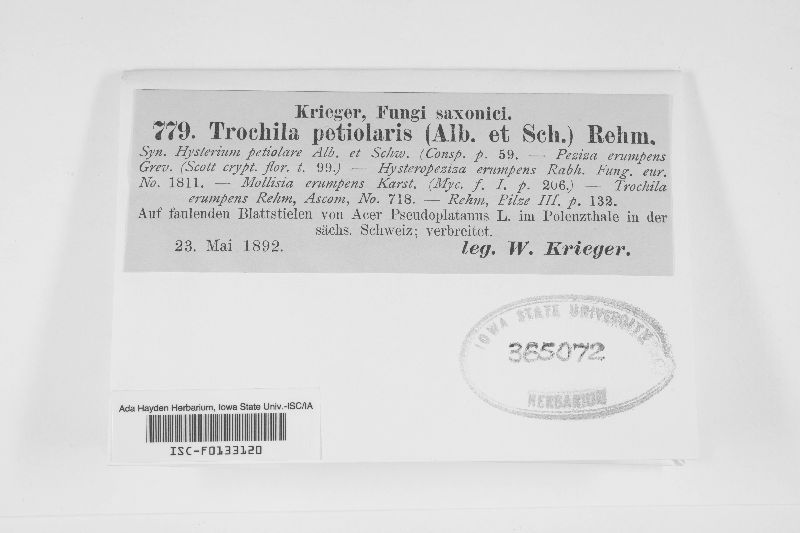 Krieger, Fungi saxonici.
779. Trochila petiolaris (Alb. et Sch.) Rehm.
Syn. Hysterium petiolare Alb. et Schw. (Consp. p. 59. — Peziza erumpens
Grev. (Scott crypt. flor. t. 99.) — Hysteropeziza erumpens Rabh. Fung. eur.
No. 1811. — Mollisia erumpens Karst. (Myc. f. I. p. 206.) — Trochila
erumpens Rehm, Ascom, No. 718. — Rehm, Pilze III. p. 132.
Auf faulenden Blattstielen von Acer Pseudoplatanus L. im Polenzthale in der
sächs. Schweiz; verbreitet.
23. Mai 1892. leg. W. Krieger.
IOWA STATE UNIVERSITY
365072
HERBARIUM
Ada Hayden Herbarium, Iowa State Univ.-ISC/IA
ISC-F0133120